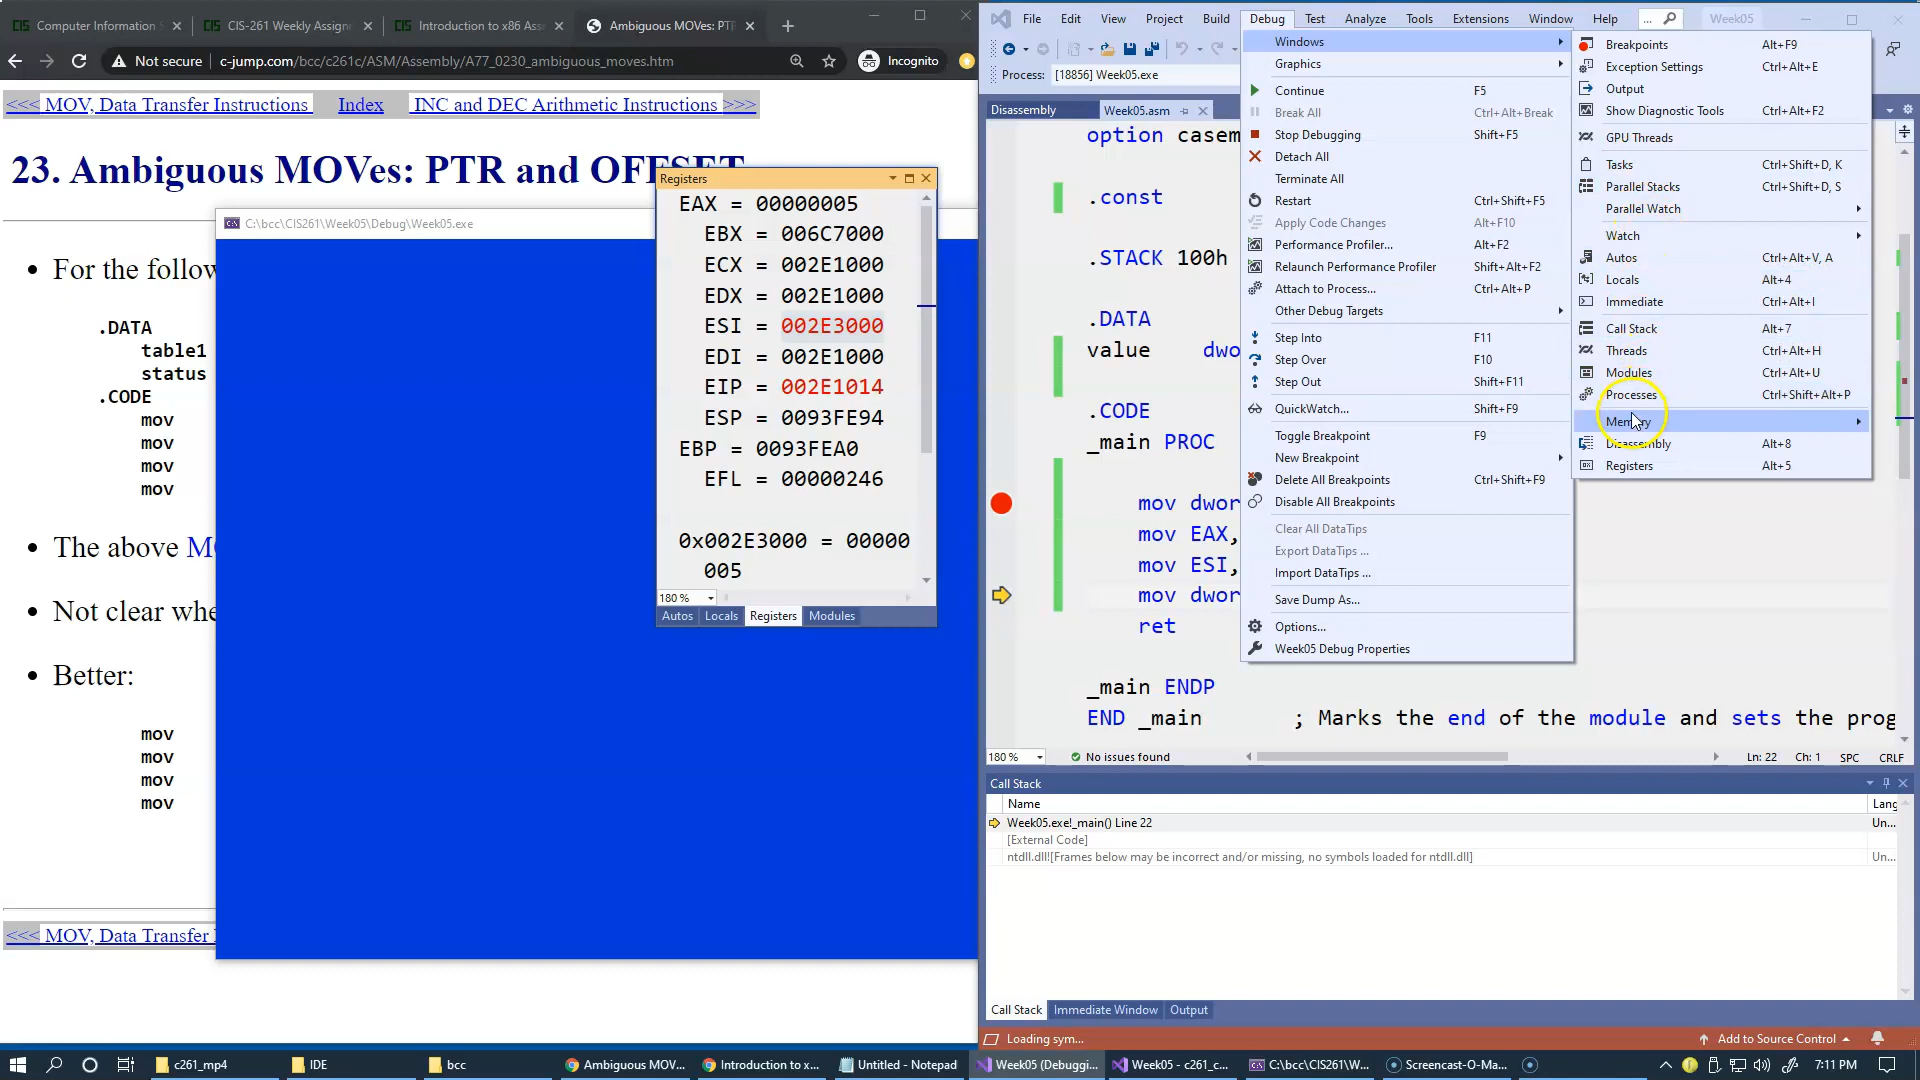 Computer Information S
CIS-261 Weekly Assignm
Introduction to x86 Ass
Ambiguous MOVes: PTR
Not secure
c-jump.com/bcc/c261c/ASM/Assembly/A77_0230_ambiguous_moves.htm
Incognito
<<< MOV, Data Transfer Instructions
Index
INC and DEC Arithmetic Instructions >>>
23. Ambiguous MOVes: PTR and OFFSET
For the follow
.DATA
table1
status
.CODE
mov
mov
mov
mov
The above MO
Not clear whe
Better:
mov
mov
mov
mov
<<< MOV, Data Transfer
C:\bcc\CIS261\Week05\Debug\Week05.exe
Registers
EAX = 00000005
EBX = 006C7000
ECX = 002E1000
EDX = 002E1000
ESI = 002E3000
EDI = 002E1000
EIP = 002E1014
ESP = 0093FE94
EBP = 0093FEA0
EFL = 00000246
0x002E3000 = 00000
005
180 %
Autos
Locals
Registers
Modules
File
Edit
View
Project
Build
Debug
Test
Analyze
Tools
Extensions
Window
Help
...
Week05
Process:
[18856] Week05.exe
Disassembly
Week05.asm
option casem
.const
.STACK 100h
.DATA
value dwo
.CODE
_main PROC
mov dwor
mov EAX,
mov ESI,
mov dwor
ret
_main ENDP
END _main ; Marks the end of the module and sets the prog
Windows
Graphics
Continue F5
Break All Ctrl+Alt+Break
Stop Debugging Shift+F5
Detach All
Terminate All
Restart Ctrl+Shift+F5
Apply Code Changes Alt+F10
Performance Profiler... Alt+F2
Relaunch Performance Profiler Shift+Alt+F2
Attach to Process... Ctrl+Alt+P
Other Debug Targets
Step Into F11
Step Over F10
Step Out Shift+F11
QuickWatch... Shift+F9
Toggle Breakpoint F9
New Breakpoint
Delete All Breakpoints Ctrl+Shift+F9
Disable All Breakpoints
Clear All DataTips
Export DataTips ...
Import DataTips ...
Save Dump As...
Options...
Week05 Debug Properties
Breakpoints Alt+F9
Exception Settings Ctrl+Alt+E
Output
Show Diagnostic Tools Ctrl+Alt+F2
GPU Threads
Tasks Ctrl+Shift+D, K
Parallel Stacks Ctrl+Shift+D, S
Parallel Watch
Watch
Autos Ctrl+Alt+V, A
Locals Alt+4
Immediate Ctrl+Alt+I
Call Stack Alt+7
Threads Ctrl+Alt+H
Modules Ctrl+Alt+U
Processes Ctrl+Shift+Alt+P
Memory
Disassembly Alt+8
Registers Alt+5
180 %
No issues found
Ln: 22
Ch: 1
SPC
CRLF
Call Stack
Name
Lang
Week05.exe!_main() Line 22
Un...
[External Code]
ntdll.dll![Frames below may be incorrect and/or missing, no symbols loaded for ntdll.dll]
Un...
Call Stack
Immediate Window
Output
Loading sym...
Add to Source Control
c261_mp4
IDE
bcc
Ambiguous MOV...
Introduction to x...
Untitled - Notepad
Week05 (Debuggi...
Week05 - c261_c...
C:\bcc\CIS261\W...
Screencast-O-Ma...
7:11 PM